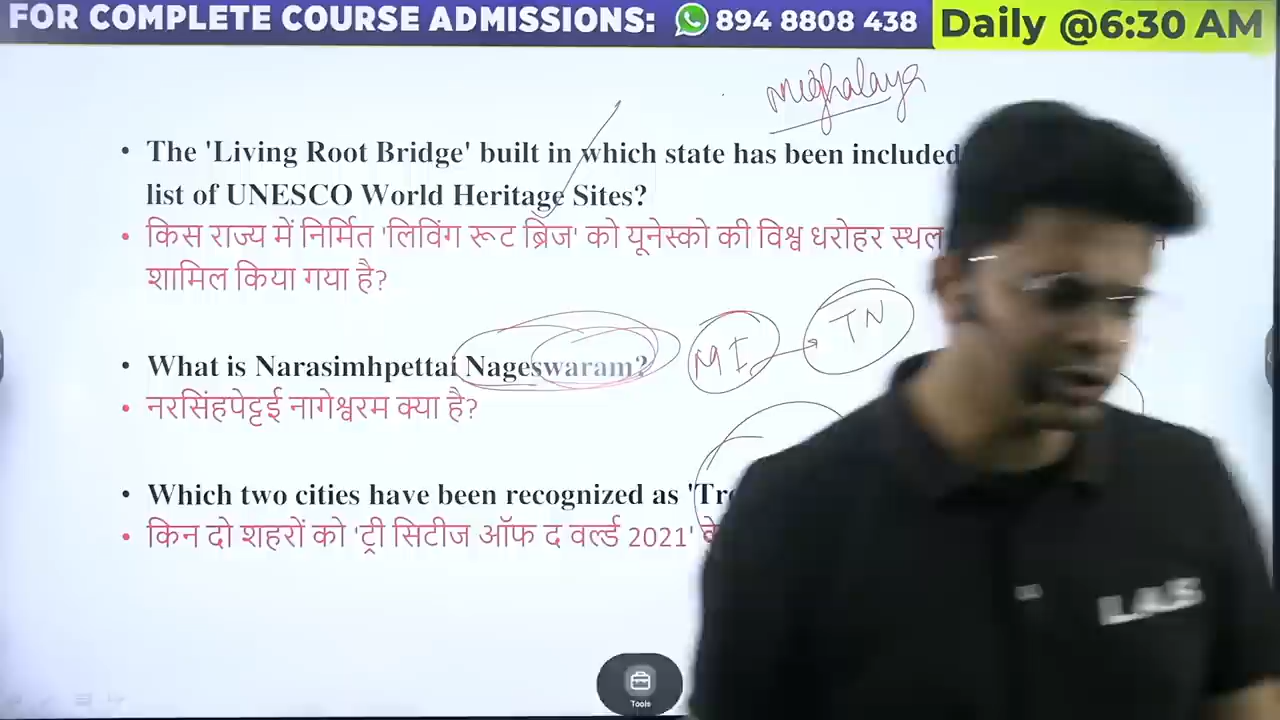 FOR COMPLETE COURSE ADMISSIONS: 894 8808 438 Daily @6:30 AM
Meghalaya
• The 'Living Root Bridge' built in which state has been included
list of UNESCO World Heritage Sites?
• किस राज्य में निर्मित 'लिविंग रूट ब्रिज' को यूनेस्को की विश्व धरोहर स्थल
शामिल किया गया है?
• What is Narasimhpettai Nageswaram? MI TN
• नरसिंहपेट्टई नागेश्वरम क्या है?
• Which two cities have been recognized as
• किन दो शहरों को 'ट्री सिटीज ऑफ द वर्ल्ड 2021'
Tools